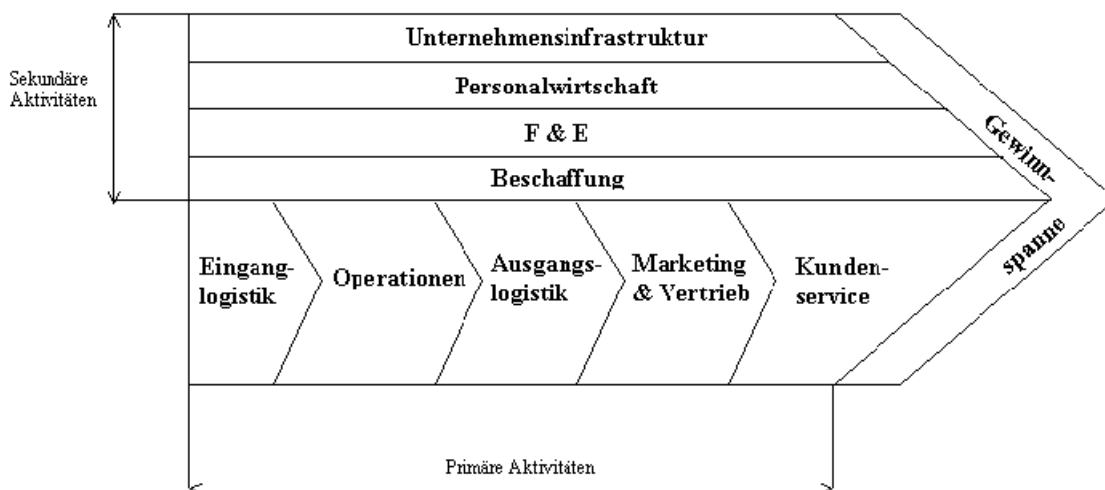 Unternehmensinfrastruktur
Sekundäre
Aktivitäten
Personalwirtschaft
F & E
Beschaffung
Gewinn-
spanne
Eingang-
logistik
Operationen
Ausgangs-
logistik
Marketing
& Vertrieb
Kunden-
service
Primäre Aktivitäten